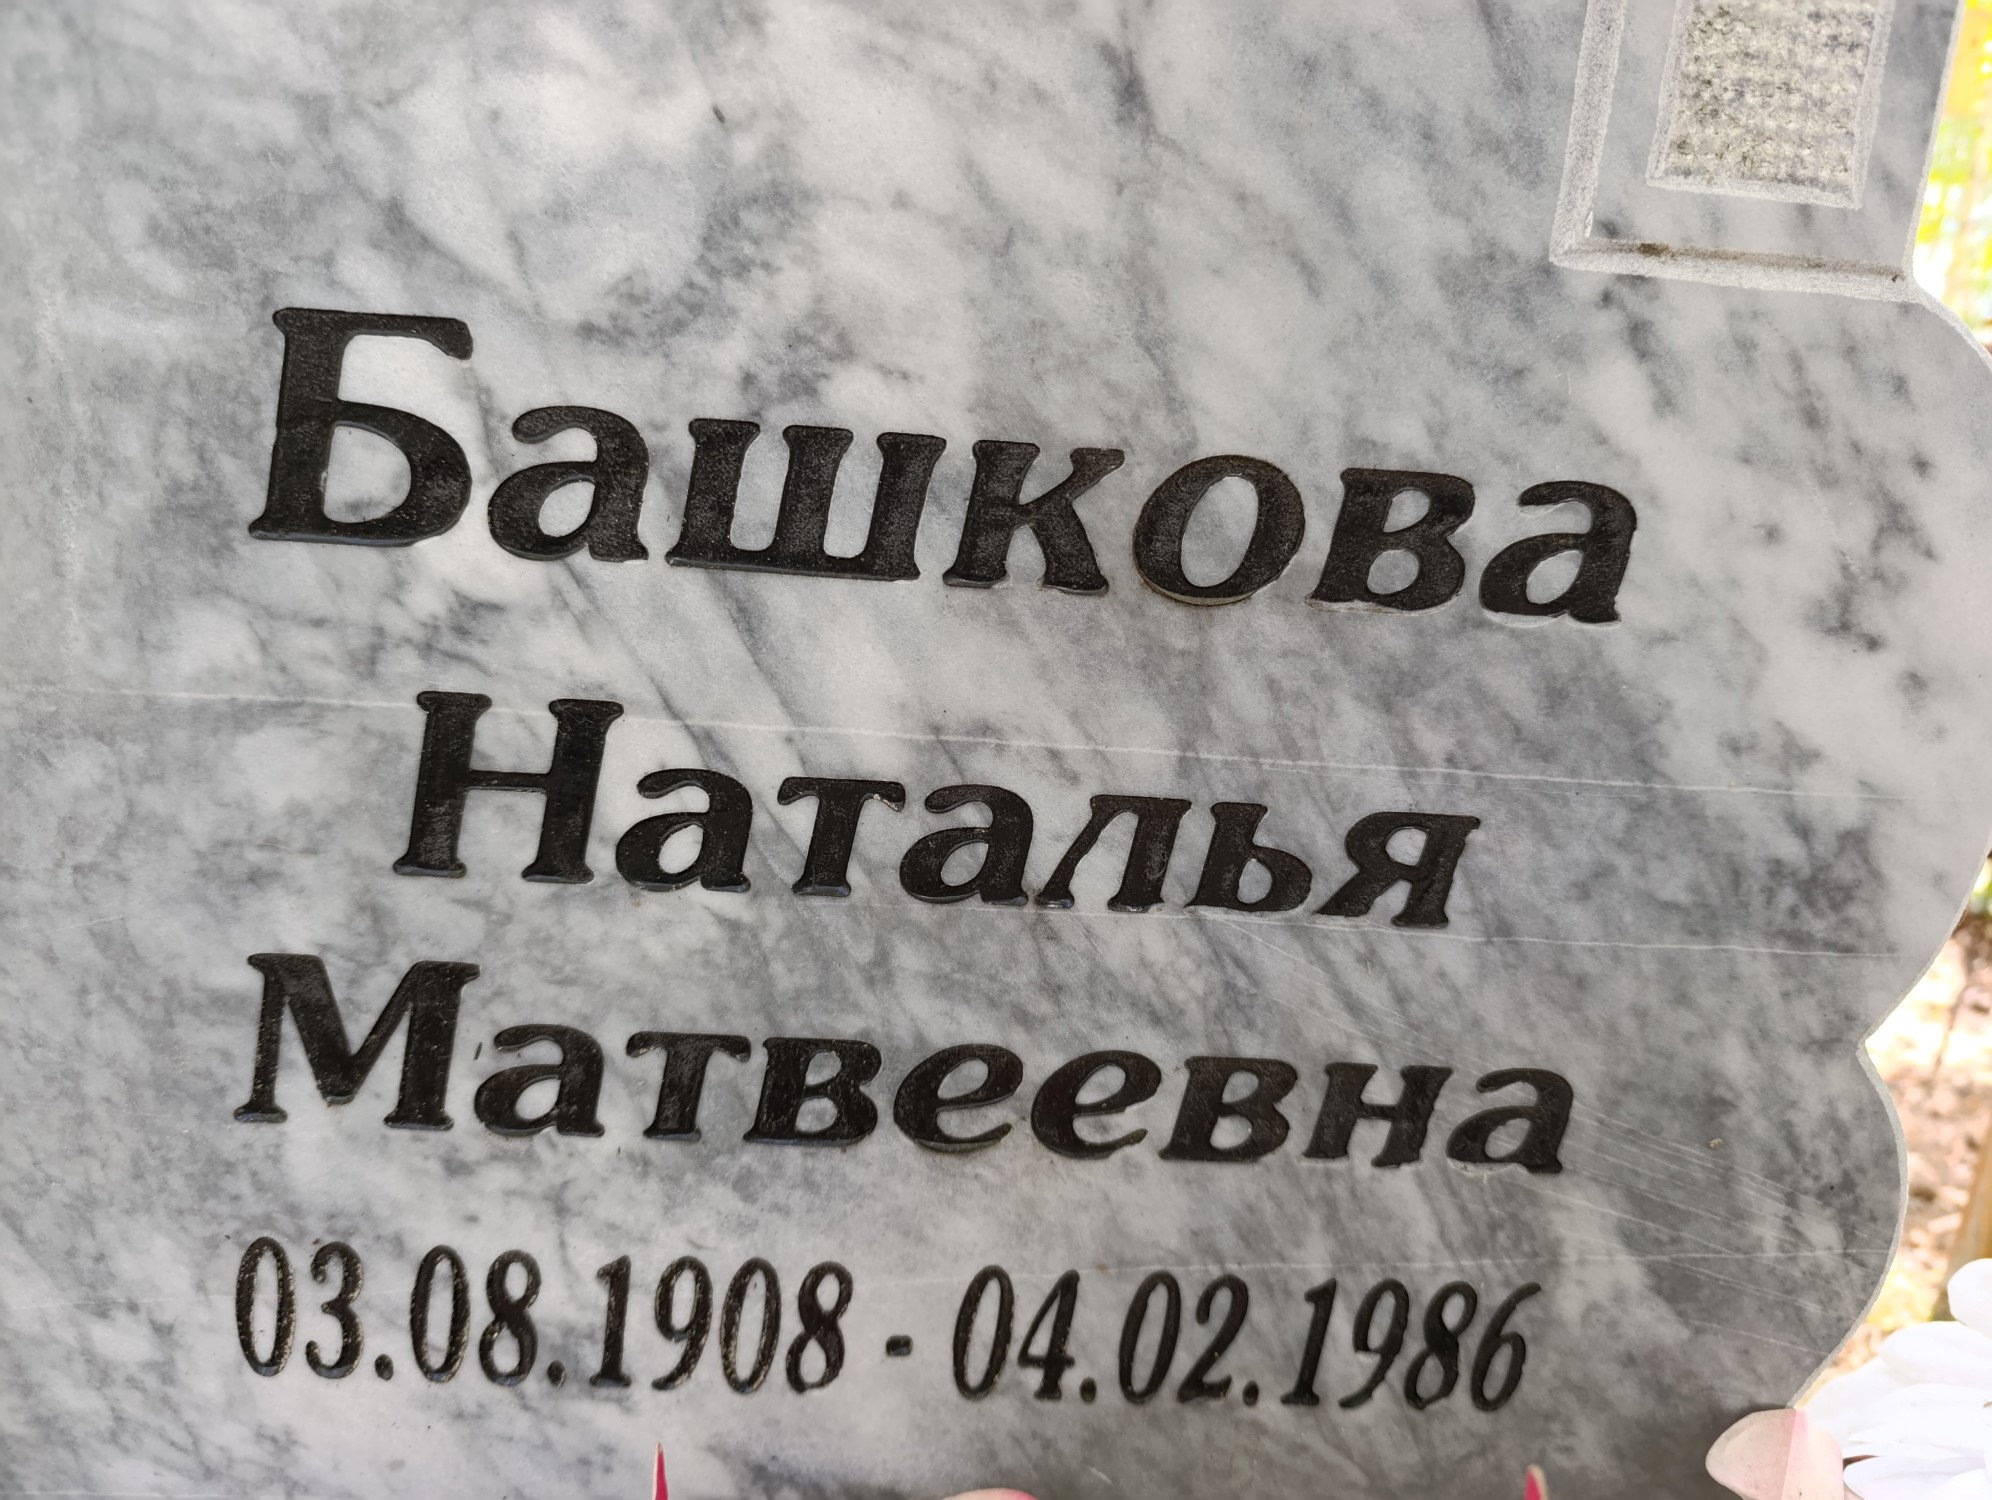 Башкова
Наталья
Матвеевна
03.08.1908 - 04.02.1986